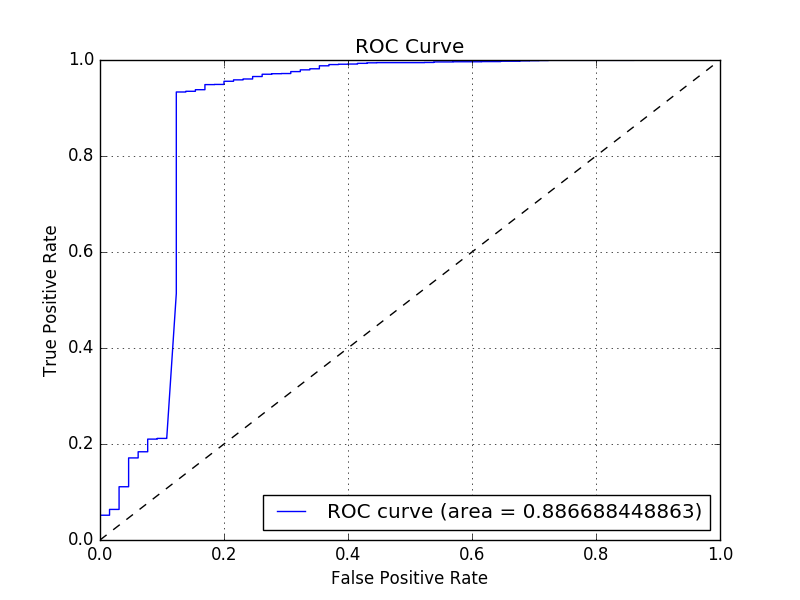 ROC Curve
1.0
0.8
0.6
0.4
0.2
0.0
True Positive Rate
ROC curve (area = 0.886688448863)
0.0 0.2 0.4 0.6 0.8 1.0
False Positive Rate